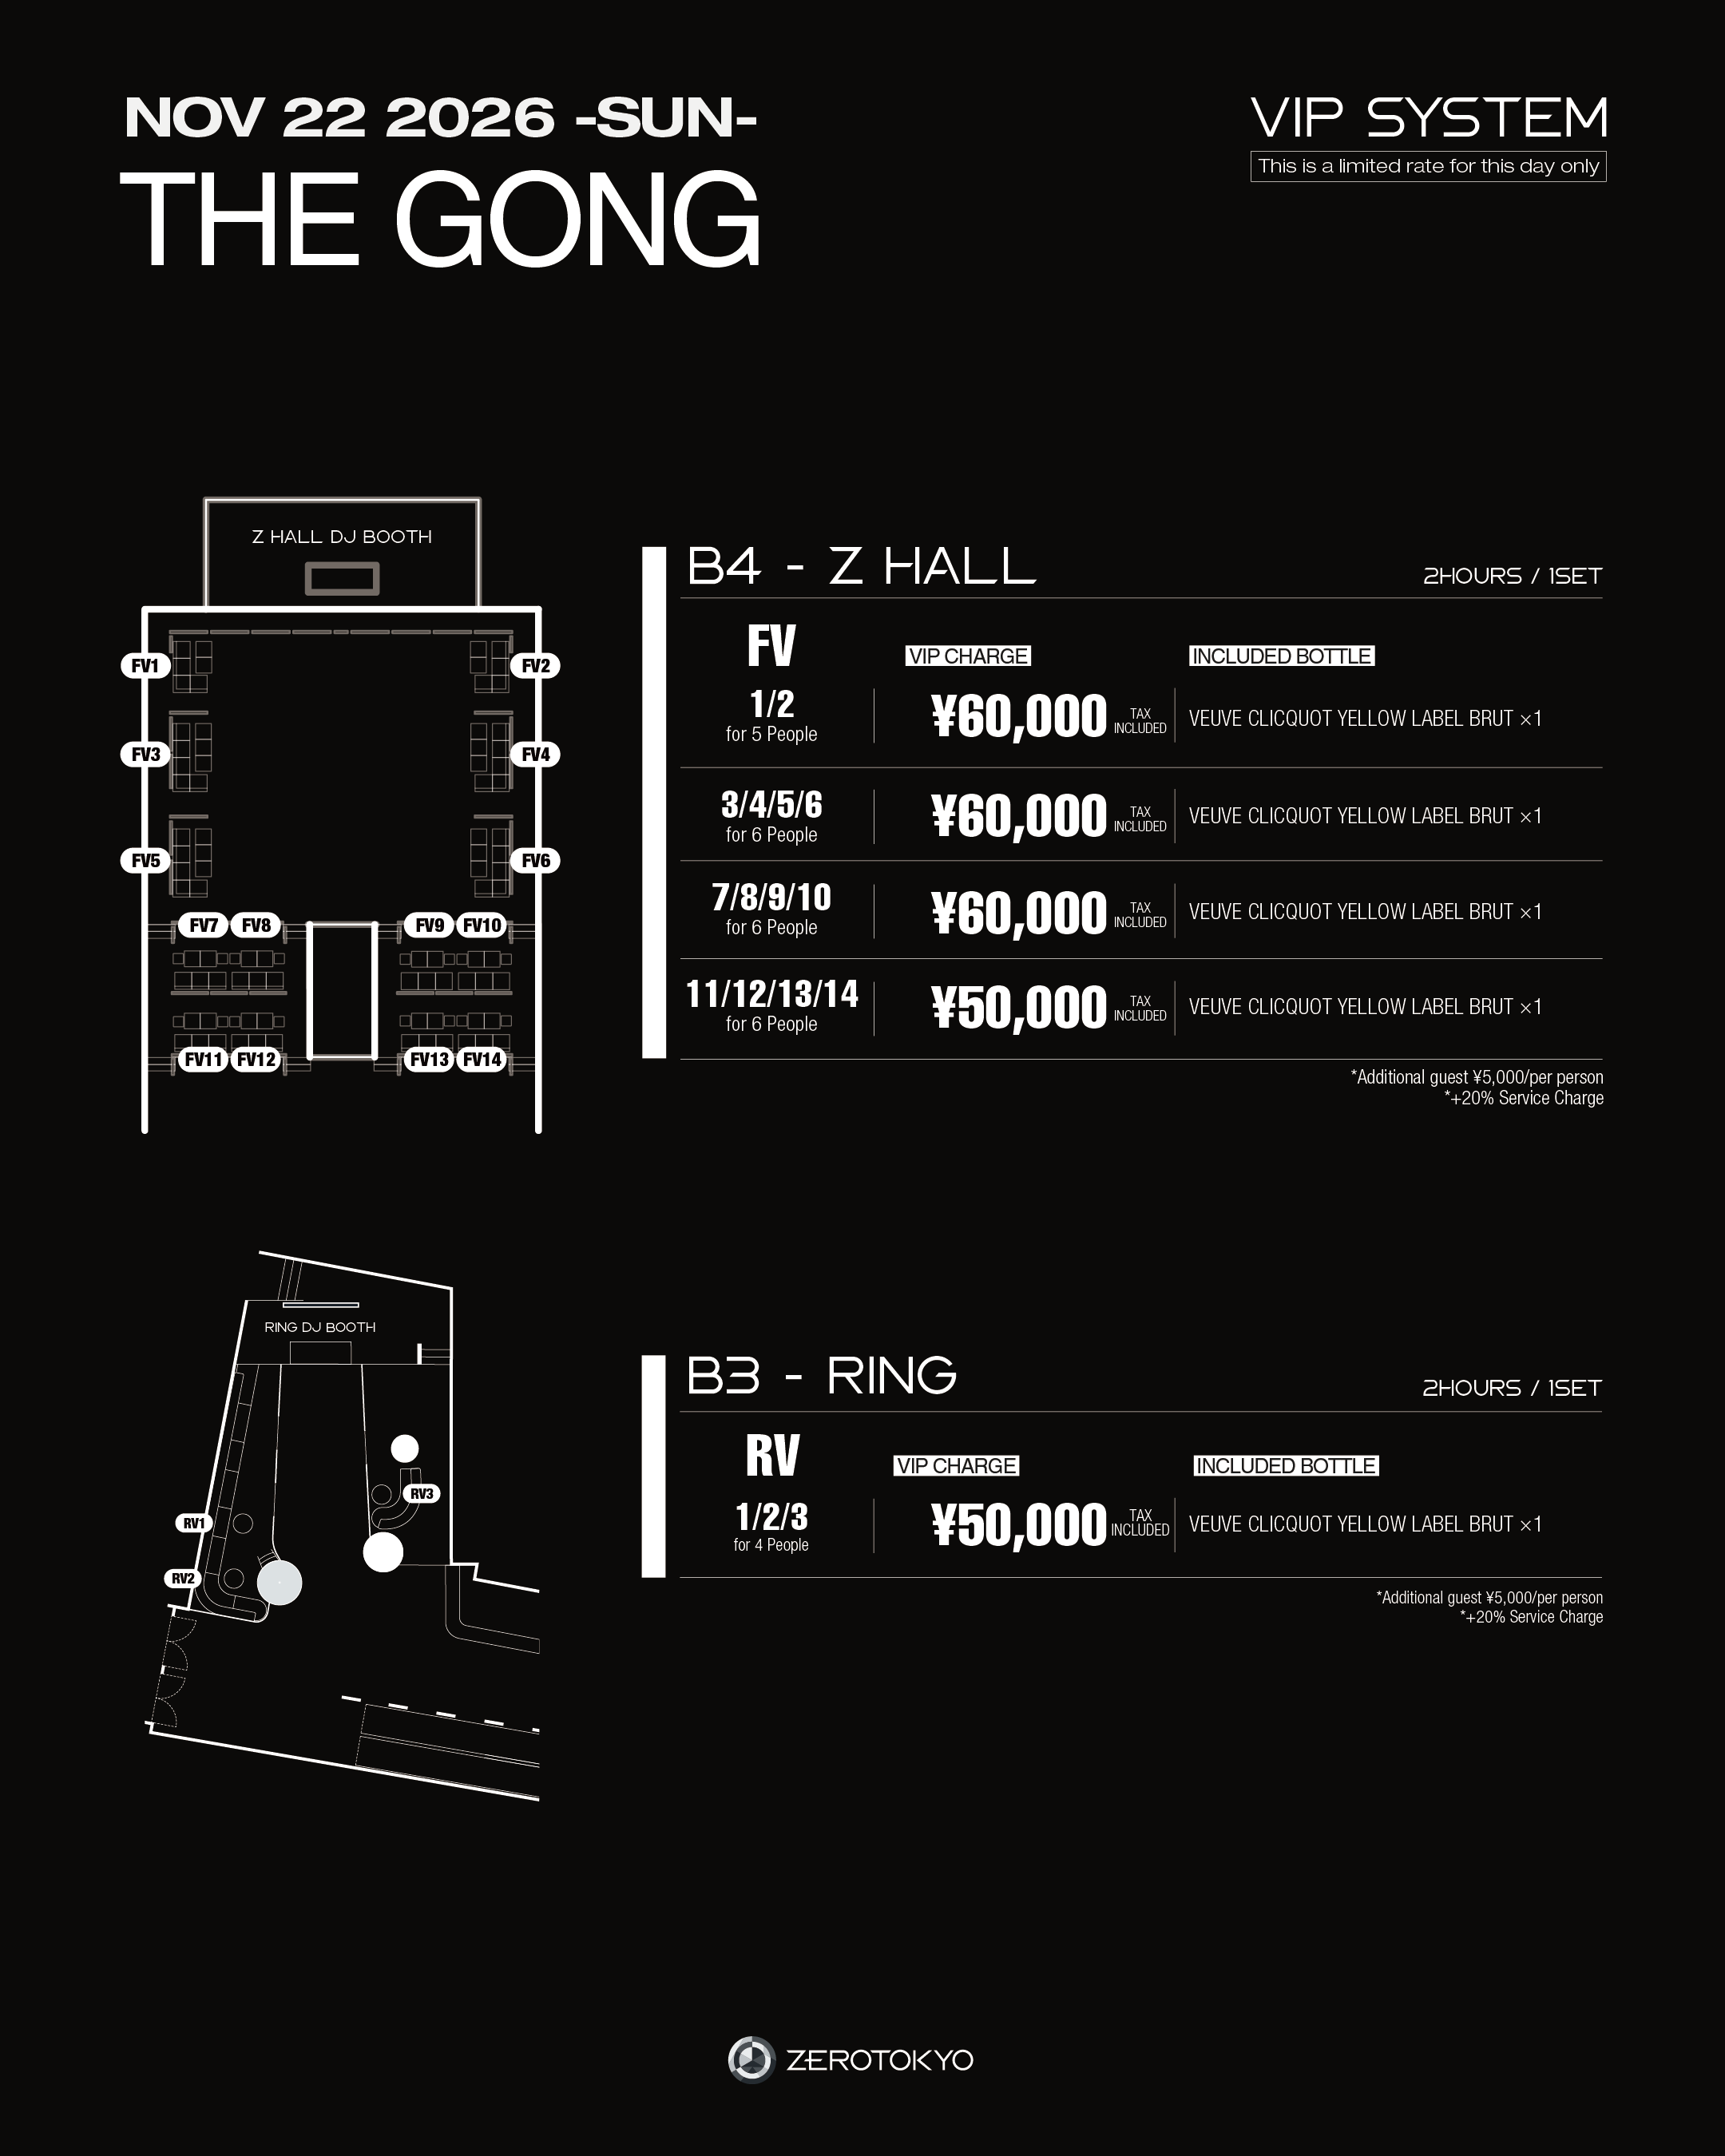 NOV 22 2026 -SUN-
THE GONG
VIP SYSTEM
This is a limited rate for this day only
Z HALL DJ BOOTH
FV1
FV2
FV3
FV4
FV5
FV6
FV7 FV8 FV9 FV10
FV11 FV12 FV13 FV14
B4 - Z HALL
2HOURS / 1SET
FV
VIP CHARGE
INCLUDED BOTTLE
1/2
for 5 People
¥60,000 TAX INCLUDED
VEUVE CLICQUOT YELLOW LABEL BRUT ×1
3/4/5/6
for 6 People
¥60,000 TAX INCLUDED
VEUVE CLICQUOT YELLOW LABEL BRUT ×1
7/8/9/10
for 6 People
¥60,000 TAX INCLUDED
VEUVE CLICQUOT YELLOW LABEL BRUT ×1
11/12/13/14
for 6 People
¥50,000 TAX INCLUDED
VEUVE CLICQUOT YELLOW LABEL BRUT ×1
*Additional guest ¥5,000/per person
*+20% Service Charge
RING DJ BOOTH
RV3
RV1
RV2
B3 - RING
2HOURS / 1SET
RV
VIP CHARGE
INCLUDED BOTTLE
1/2/3
for 4 People
¥50,000 TAX INCLUDED
VEUVE CLICQUOT YELLOW LABEL BRUT ×1
*Additional guest ¥5,000/per person
*+20% Service Charge
ZEROTOKYO